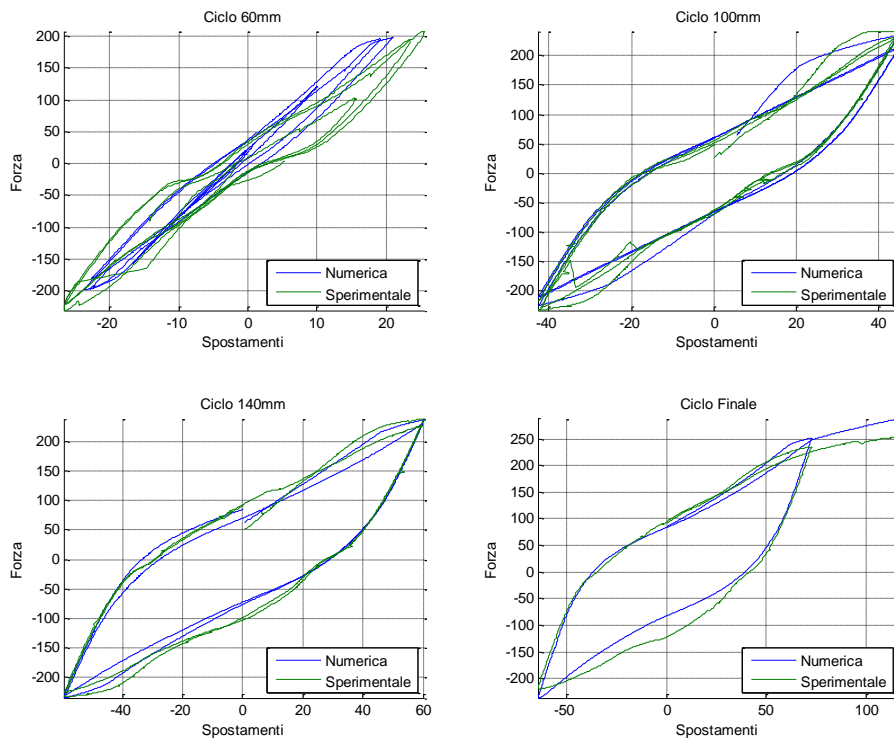 Ciclo 60mm
200
150
100
50
0
-50
-100
-150
-200
Forza
-20
-10
0
10
20
Spostamenti
Numerica
Sperimentale
Ciclo 100mm
200
150
100
50
0
-50
-100
-150
-200
Forza
-40
-20
0
20
40
Spostamenti
Numerica
Sperimentale
Ciclo 140mm
200
150
100
50
0
-50
-100
-150
-200
Forza
-40
-20
0
20
40
60
Spostamenti
Numerica
Sperimentale
Ciclo Finale
250
200
150
100
50
0
-50
-100
-150
-200
Forza
-50
0
50
100
Spostamenti
Numerica
Sperimentale